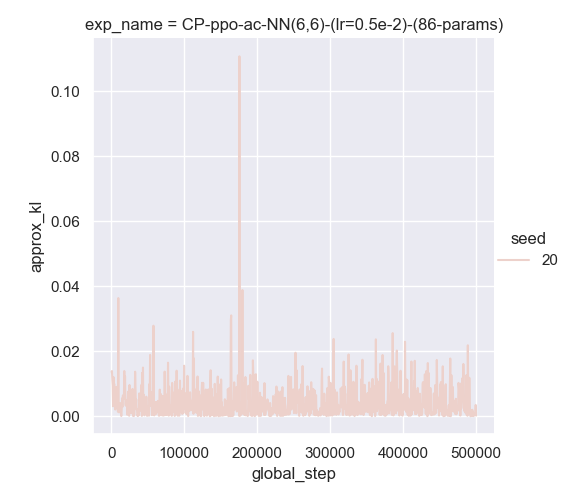 exp_name = CP-ppo-ac-NN(6,6)-(lr=0.5e-2)-(86-params)
0.10
0.08
0.06
0.04
0.02
0.00
approx_kl
0 100000 200000 300000 400000 500000
global_step
seed
20